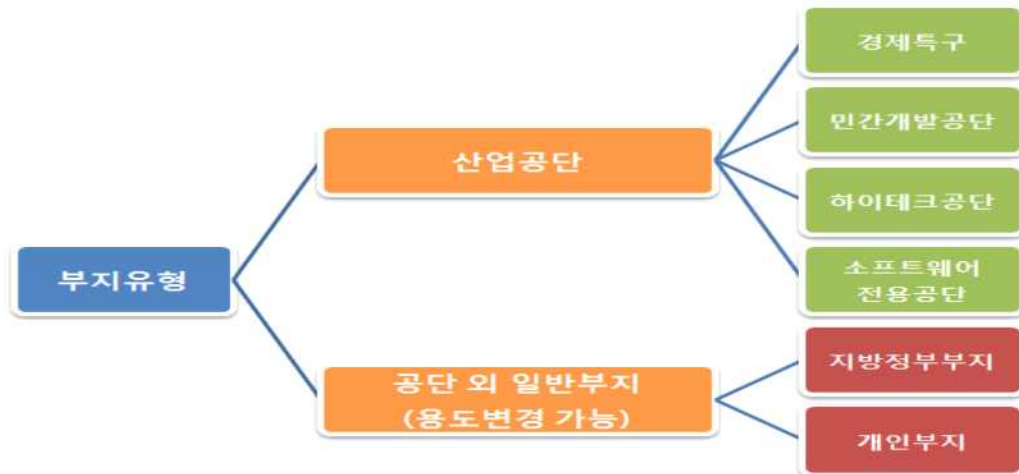 부지유형
산업공단
경제특구
민간개발공단
하이테크공단
소프트웨어
전용공단
공단 외 일반부지
(용도변경 가능)
지방정부부지
개인부지